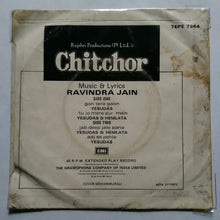 Rajshri Productions (P) Ltd.'s
7EPE 7244
Chitchor
Music & Lyrics
RAVINDRA JAIN
SIDE ONE
gori tera gaon
YESUDAS
tu jo mere sur mein
YESUDAS & HEMLATA
SIDE TWO
jab deep jale aana
YESUDAS & HEMLATA
aaj se pehle
YESUDAS
EMI
45 R.P.M. EXTENDED PLAY RECORD
THE GRAMOPHONE COMPANY OF INDIA LIMITED